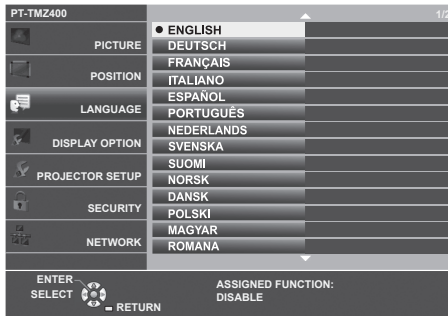 PT-TMZ400
1/2
PICTURE
POSITION
LANGUAGE
DISPLAY OPTION
PROJECTOR SETUP
SECURITY
NETWORK
ENGLISH
DEUTSCH
FRANÇAIS
ITALIANO
ESPAÑOL
PORTUGUÊS
NEDERLANDS
SVENSKA
SUOMI
NORSK
DANSK
POLSKI
MAGYAR
ROMANA
ENTER
SELECT
RETURN
ASSIGNED FUNCTION:
DISABLE